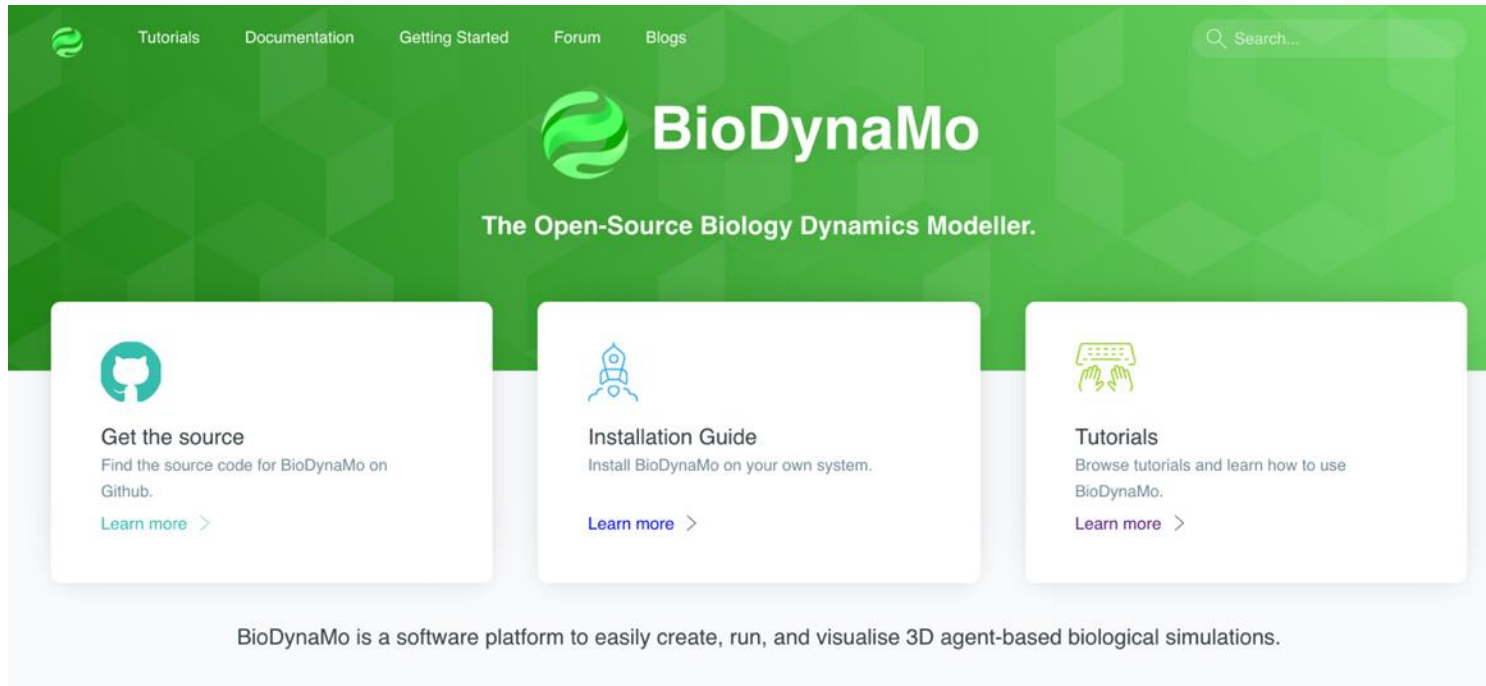 Tutorials Documentation Getting Started Forum Blogs Search...
BioDynaMo
The Open-Source Biology Dynamics Modeller.
Get the source
Find the source code for BioDynaMo on
Github.
Learn more
Installation Guide
Install BioDynaMo on your own system.
Learn more
Tutorials
Browse tutorials and learn how to use
BioDynaMo.
Learn more
BioDynaMo is a software platform to easily create, run, and visualise 3D agent-based biological simulations.